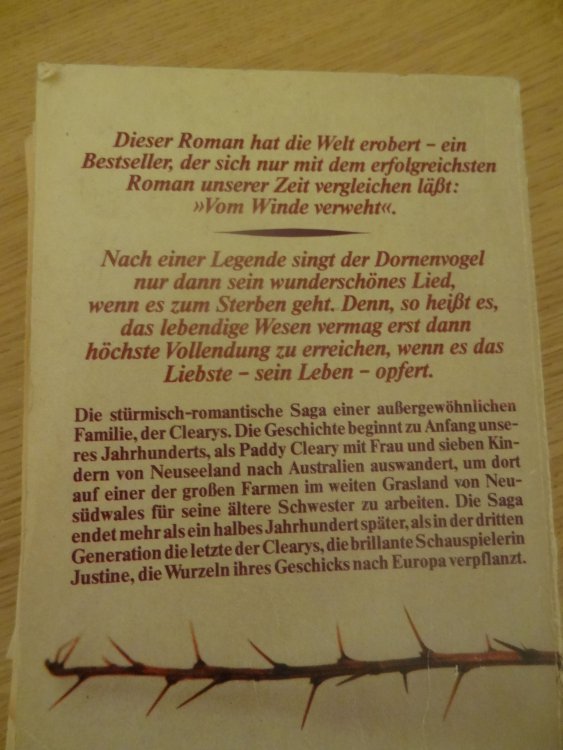 Dieser Roman hat die Welt erobert – ein
Bestseller, der sich nur mit dem erfolgreichsten
Roman unserer Zeit vergleichen läßt:
»Vom Winde verweht«.
Nach einer Legende singt der Dornenvogel
nur dann sein wunderschönes Lied,
wenn es zum Sterben geht. Denn, so heißt es,
das lebendige Wesen vermag erst dann
höchste Vollendung zu erreichen, wenn es das
Liebste – sein Leben – opfert.
Die stürmisch-romantische Saga einer außergewöhnlichen
Familie, der Clearys. Die Geschichte beginnt zu Anfang unse-
res Jahrhunderts, als Paddy Cleary mit Frau und sieben Kin-
dern von Neuseeland nach Australien auswandert, um dort
auf einer der großen Farmen im weiten Grasland von Neu-
südwales für seine ältere Schwester zu arbeiten. Die Saga
endet mehr als ein halbes Jahrhundert später, als in der dritten
Generation die letzte der Clearys, die brillante Schauspielerin
Justine, die Wurzeln ihres Geschicks nach Europa verpflanzt.